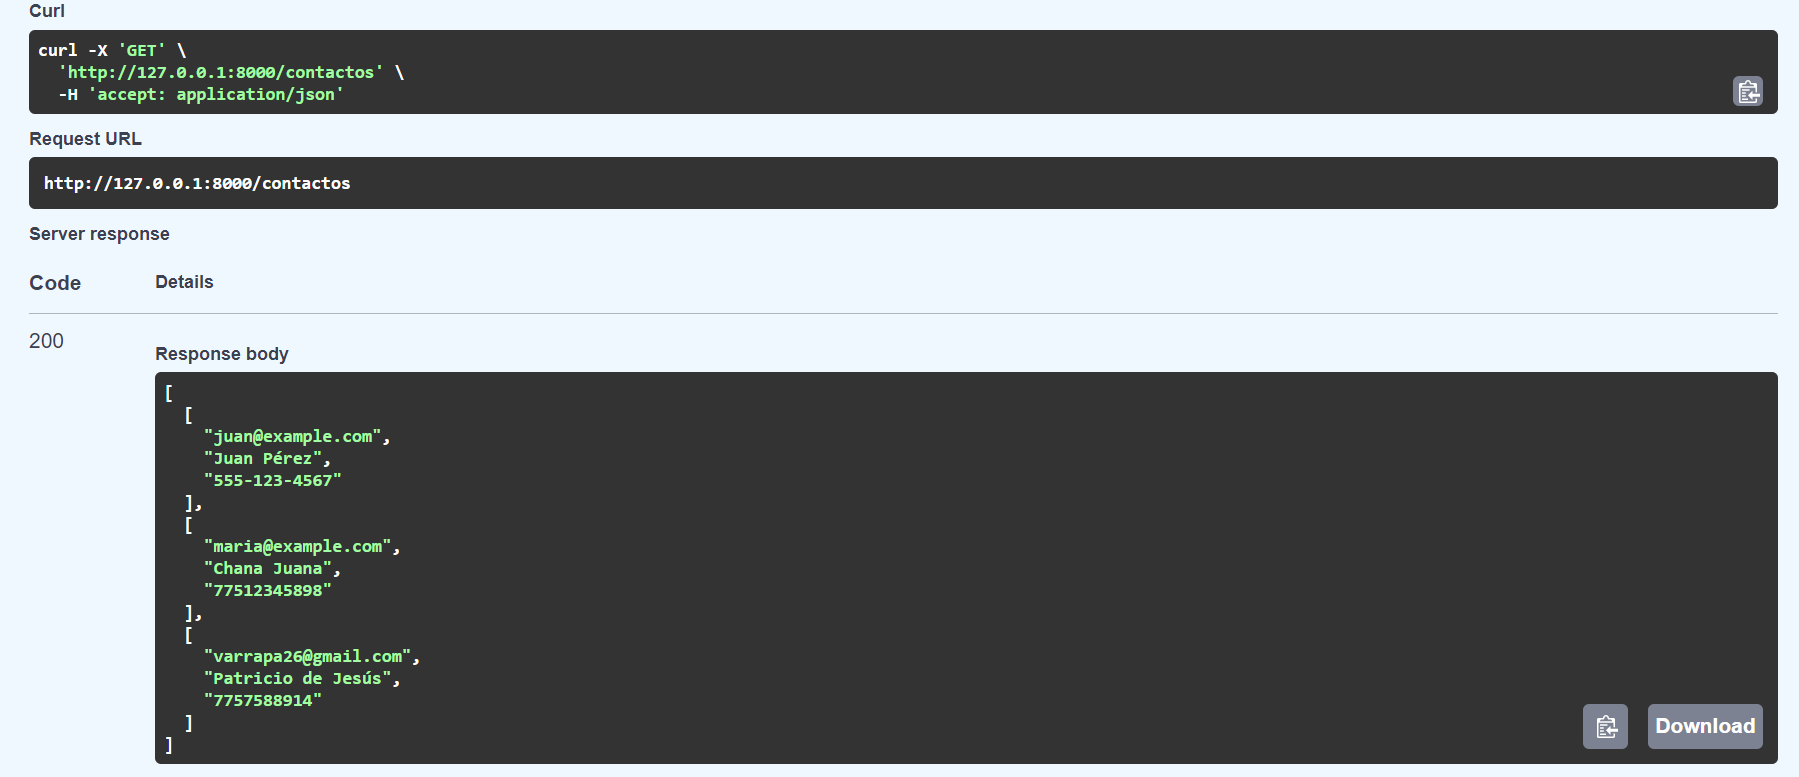 Curl
curl -X 'GET' \
  'http://127.0.0.1:8000/contactos' \
  -H 'accept: application/json'
Request URL
http://127.0.0.1:8000/contactos
Server response
Code Details
200
Response body
[
  [
    "juan@example.com",
    "Juan Pérez",
    "555-123-4567"
  ],
  [
    "maria@example.com",
    "Chana Juana",
    "77512345898"
  ],
  [
    "varrapa26@gmail.com",
    "Patricio de Jesús",
    "7757588914"
  ]
]
Download